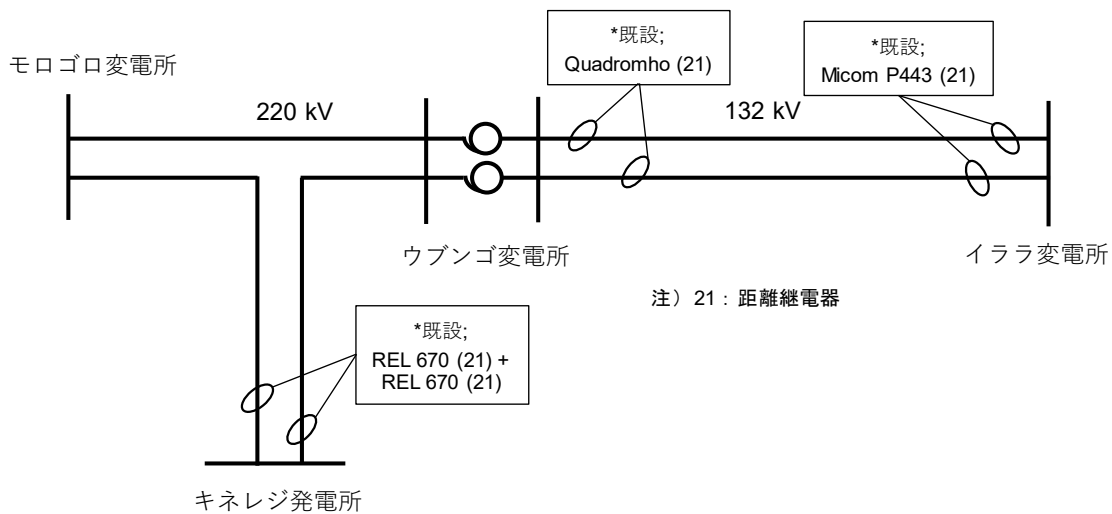 *既設;
Quadromho (21)
*既設;
Micom P443 (21)
モロゴロ変電所
220 kV
132 kV
ウブンゴ変電所
イララ変電所
注）21：距離継電器
*既設;
REL 670 (21) +
REL 670 (21)
キネレジ発電所